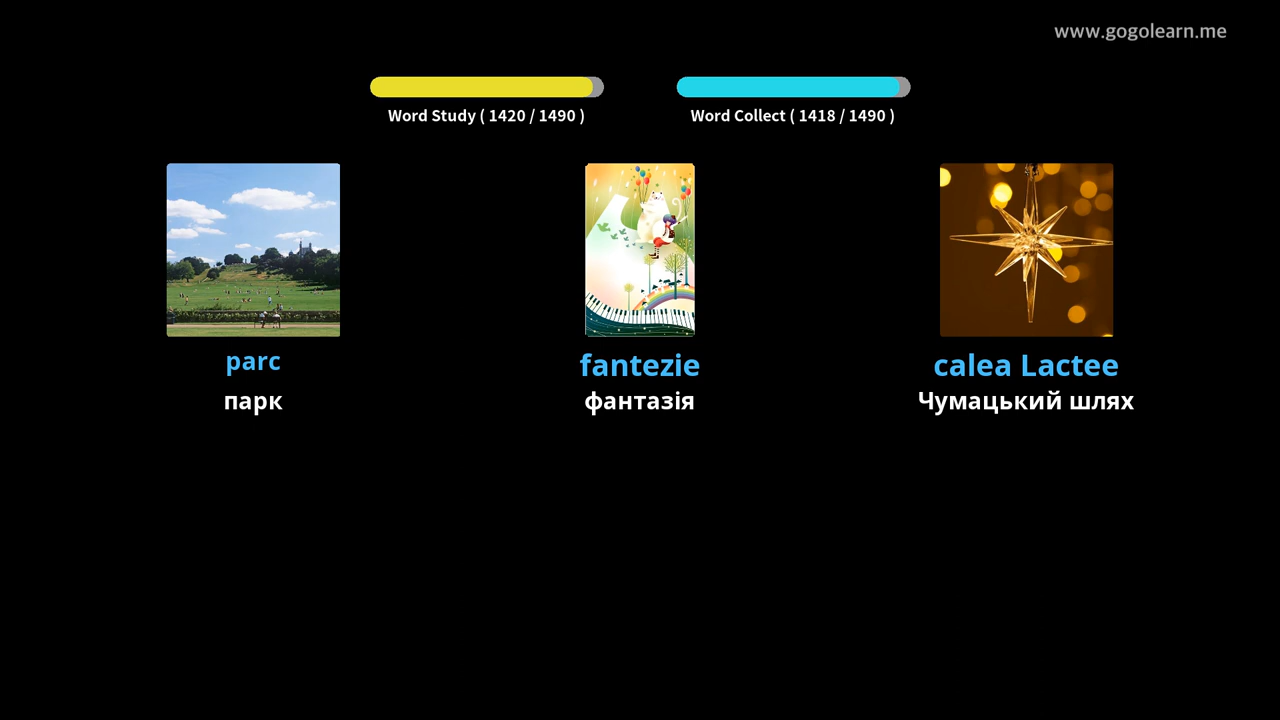 www.gogolearn.me
Word Study ( 1420 / 1490 )
Word Collect ( 1418 / 1490 )
parc
fantezie
calea Lactee
парк
фантазія
Чумацький шлях